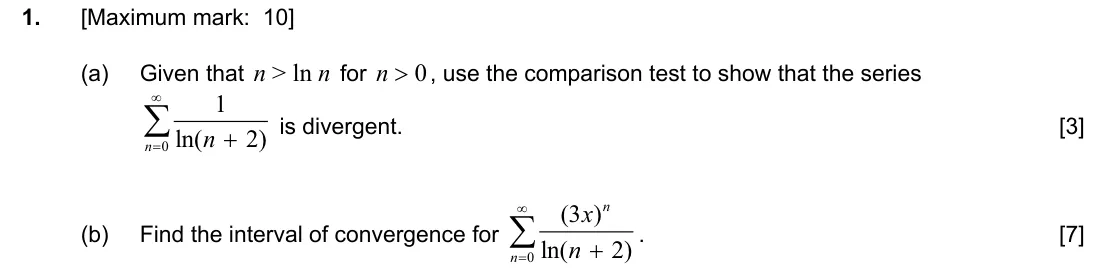 1. [Maximum mark: 10]
(a) Given that n > ln n for n > 0, use the comparison test to show that the series
∑_{n=0}^{∞} 1/ln(n + 2) is divergent. [3]
(b) Find the interval of convergence for ∑_{n=0}^{∞} (3x)^n/ln(n + 2). [7]